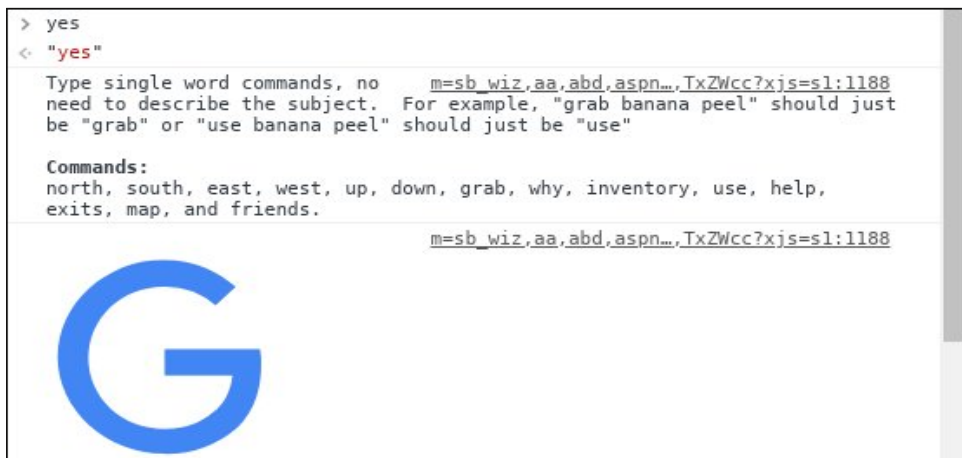 > yes
<· "yes"
Type single word commands, no m=sb_wiz,aa,abd,aspn…,TxZWcc?xjs=s1:1188
need to describe the subject.  For example, "grab banana peel" should just
be "grab" or "use banana peel" should just be "use"
Commands:
north, south, east, west, up, down, grab, why, inventory, use, help,
exits, map, and friends.
m=sb_wiz,aa,abd,aspn…,TxZWcc?xjs=s1:1188
G